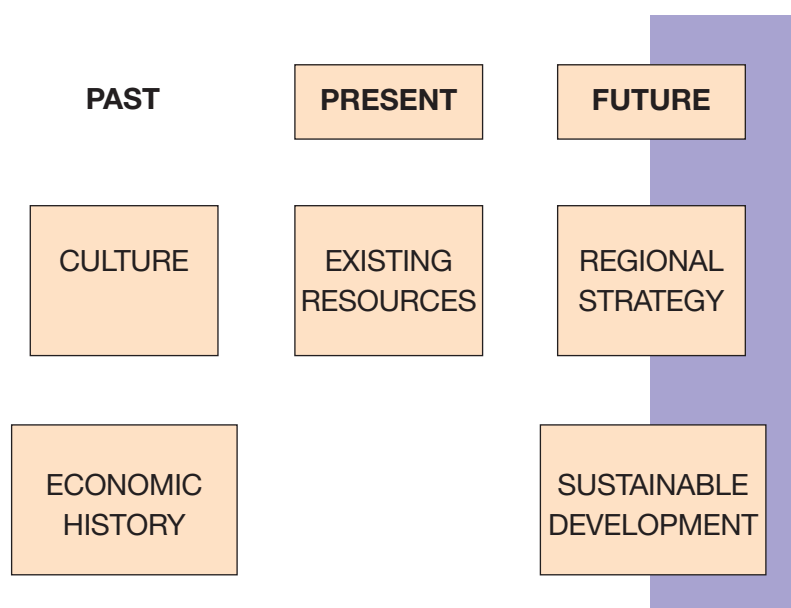 PAST
PRESENT
FUTURE
CULTURE
EXISTING
RESOURCES
REGIONAL
STRATEGY
ECONOMIC
HISTORY
SUSTAINABLE
DEVELOPMENT